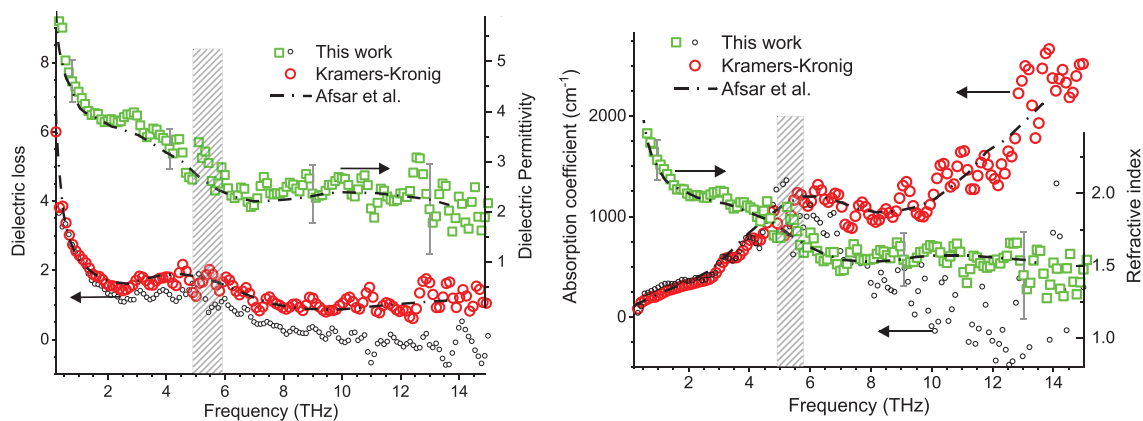 This work
Kramers-Kronig
Afsar et al.
Dielectric loss
8
6
4
2
0
Dielectric Permittivity
5
4
3
2
1
2
4
6
8
10
12
14
Frequency (THz)
This work
Kramers-Kronig
Afsar et al.
Absorption coefficient (cm⁻¹)
2000
1000
0
Refractive index
2.0
1.5
1.0
2
4
6
8
10
12
14
Frequency (THz)